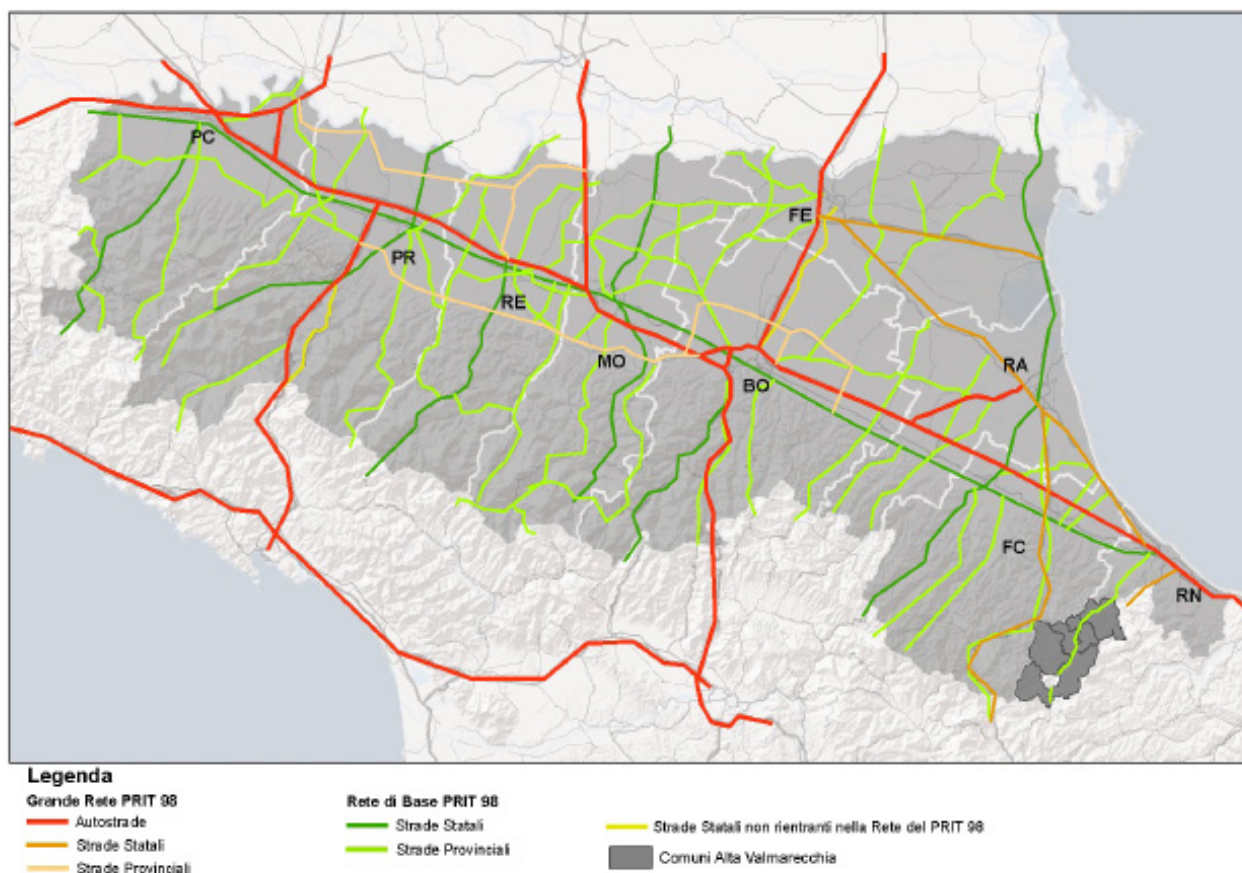 PC
FE
PR
RE
RA
MO
BO
FC
RN
Legenda
Grande Rete PRIT 98
Autostrade
Strade Statali
Strade Provinciali
Rete di Base PRIT 98
Strade Statali
Strade Provinciali
Strade Statali non rientranti nella Rete del PRIT 98
Comuni Alta Valmarecchia